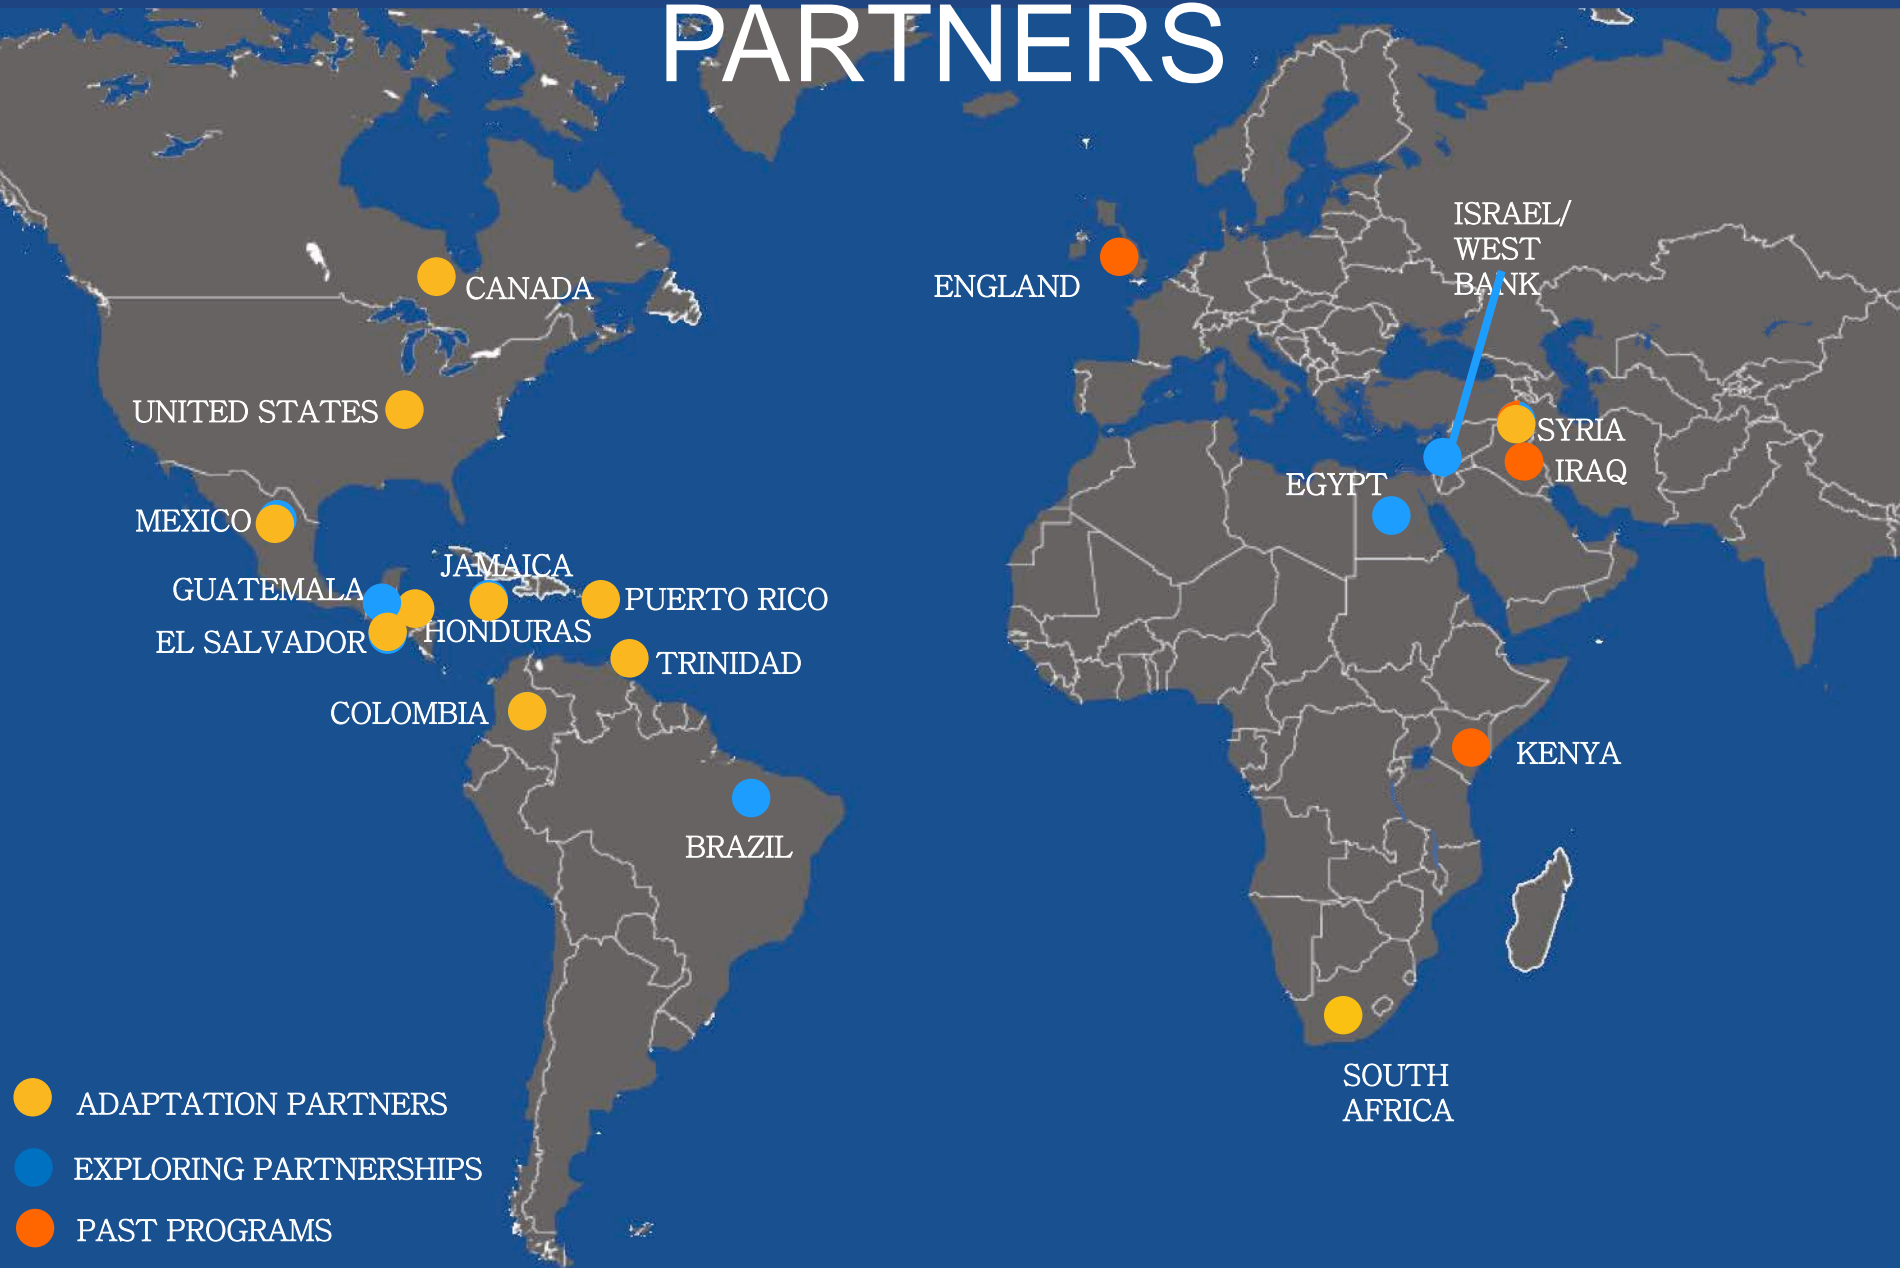 PARTNERS
ISRAEL/
WEST
BANK
ENGLAND
CANADA
UNITED STATES
SYRIA
IRAQ
EGYPT
MEXICO
JAMAICA
GUATEMALA
PUERTO RICO
HONDURAS
EL SALVADOR
TRINIDAD
COLOMBIA
KENYA
BRAZIL
SOUTH
AFRICA
ADAPTATION PARTNERS
EXPLORING PARTNERSHIPS
PAST PROGRAMS